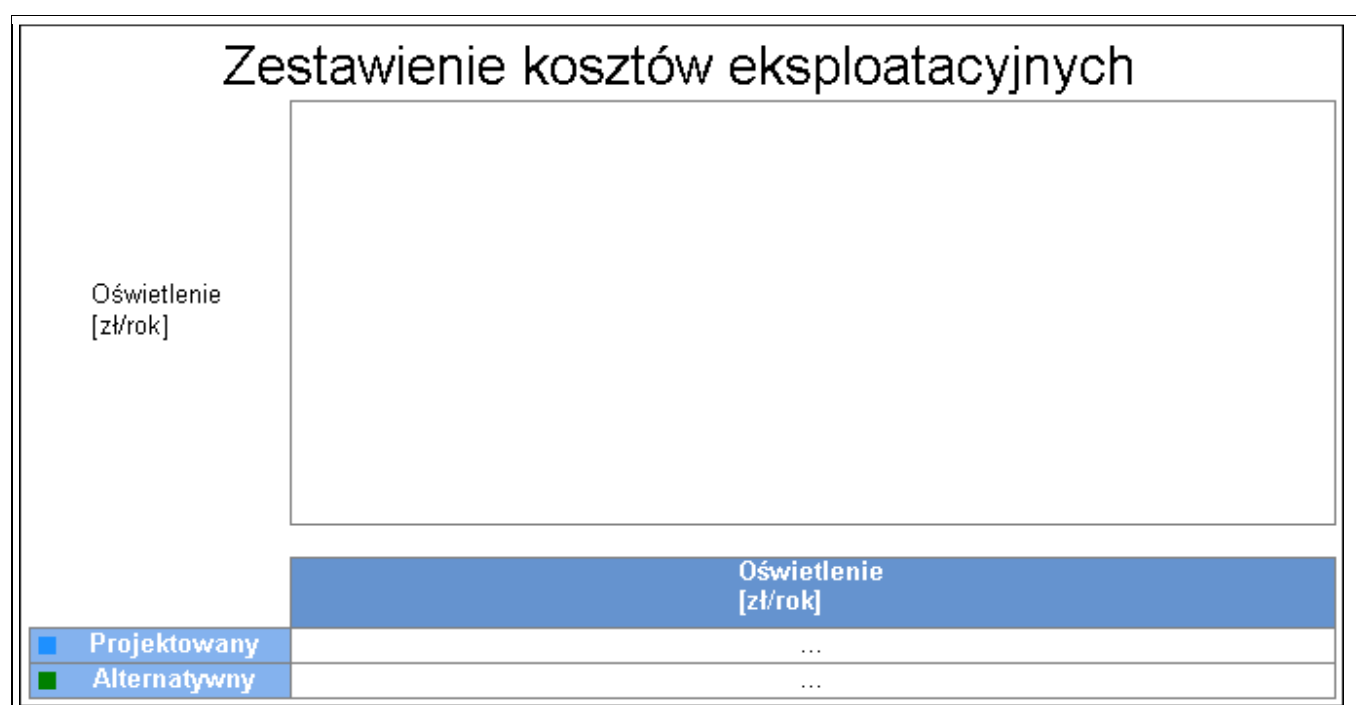 Zestawienie kosztów eksploatacyjnych
Oświetlenie
[zł/rok]
Oświetlenie
[zł/rok]
Projektowany ...
Alternatywny ...